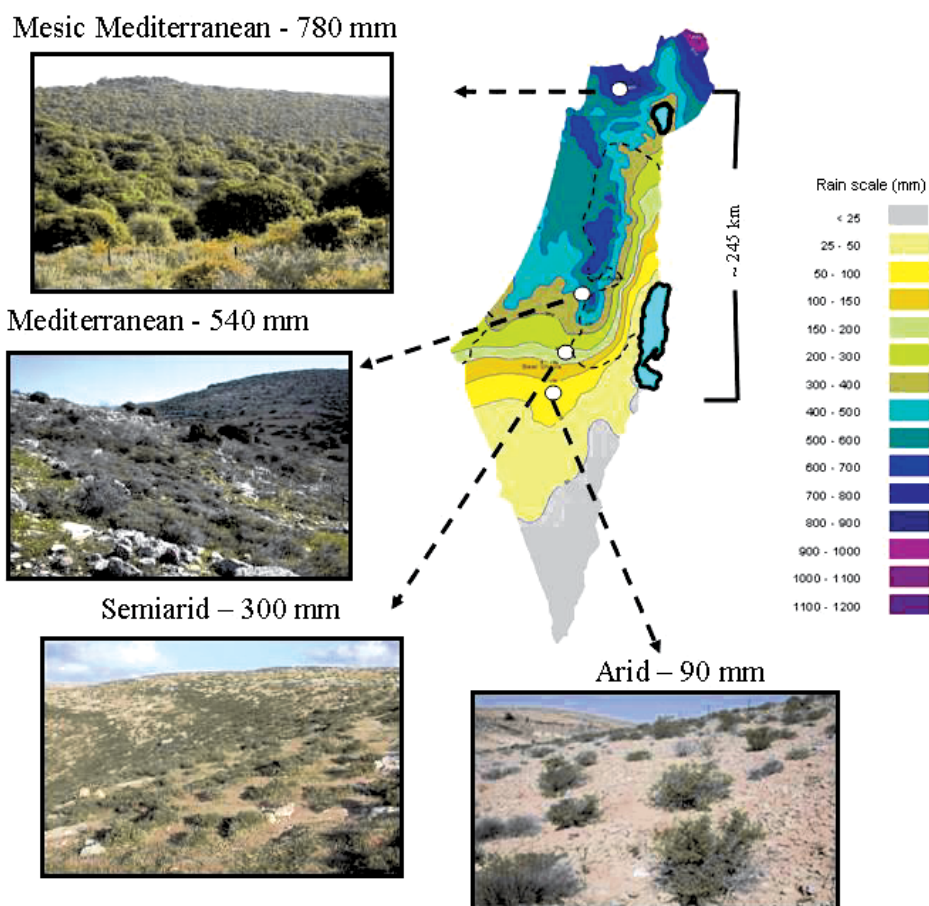 Mesic Mediterranean - 780 mm
~ 245 km
Mediterranean - 540 mm
Semiarid – 300 mm
Arid – 90 mm
Rain scale (mm)
< 25
25 - 50
50 - 100
100 - 150
150 - 200
200 - 300
300 - 400
400 - 500
500 - 600
600 - 700
700 - 800
800 - 900
900 - 1000
1000 - 1100
1100 - 1200